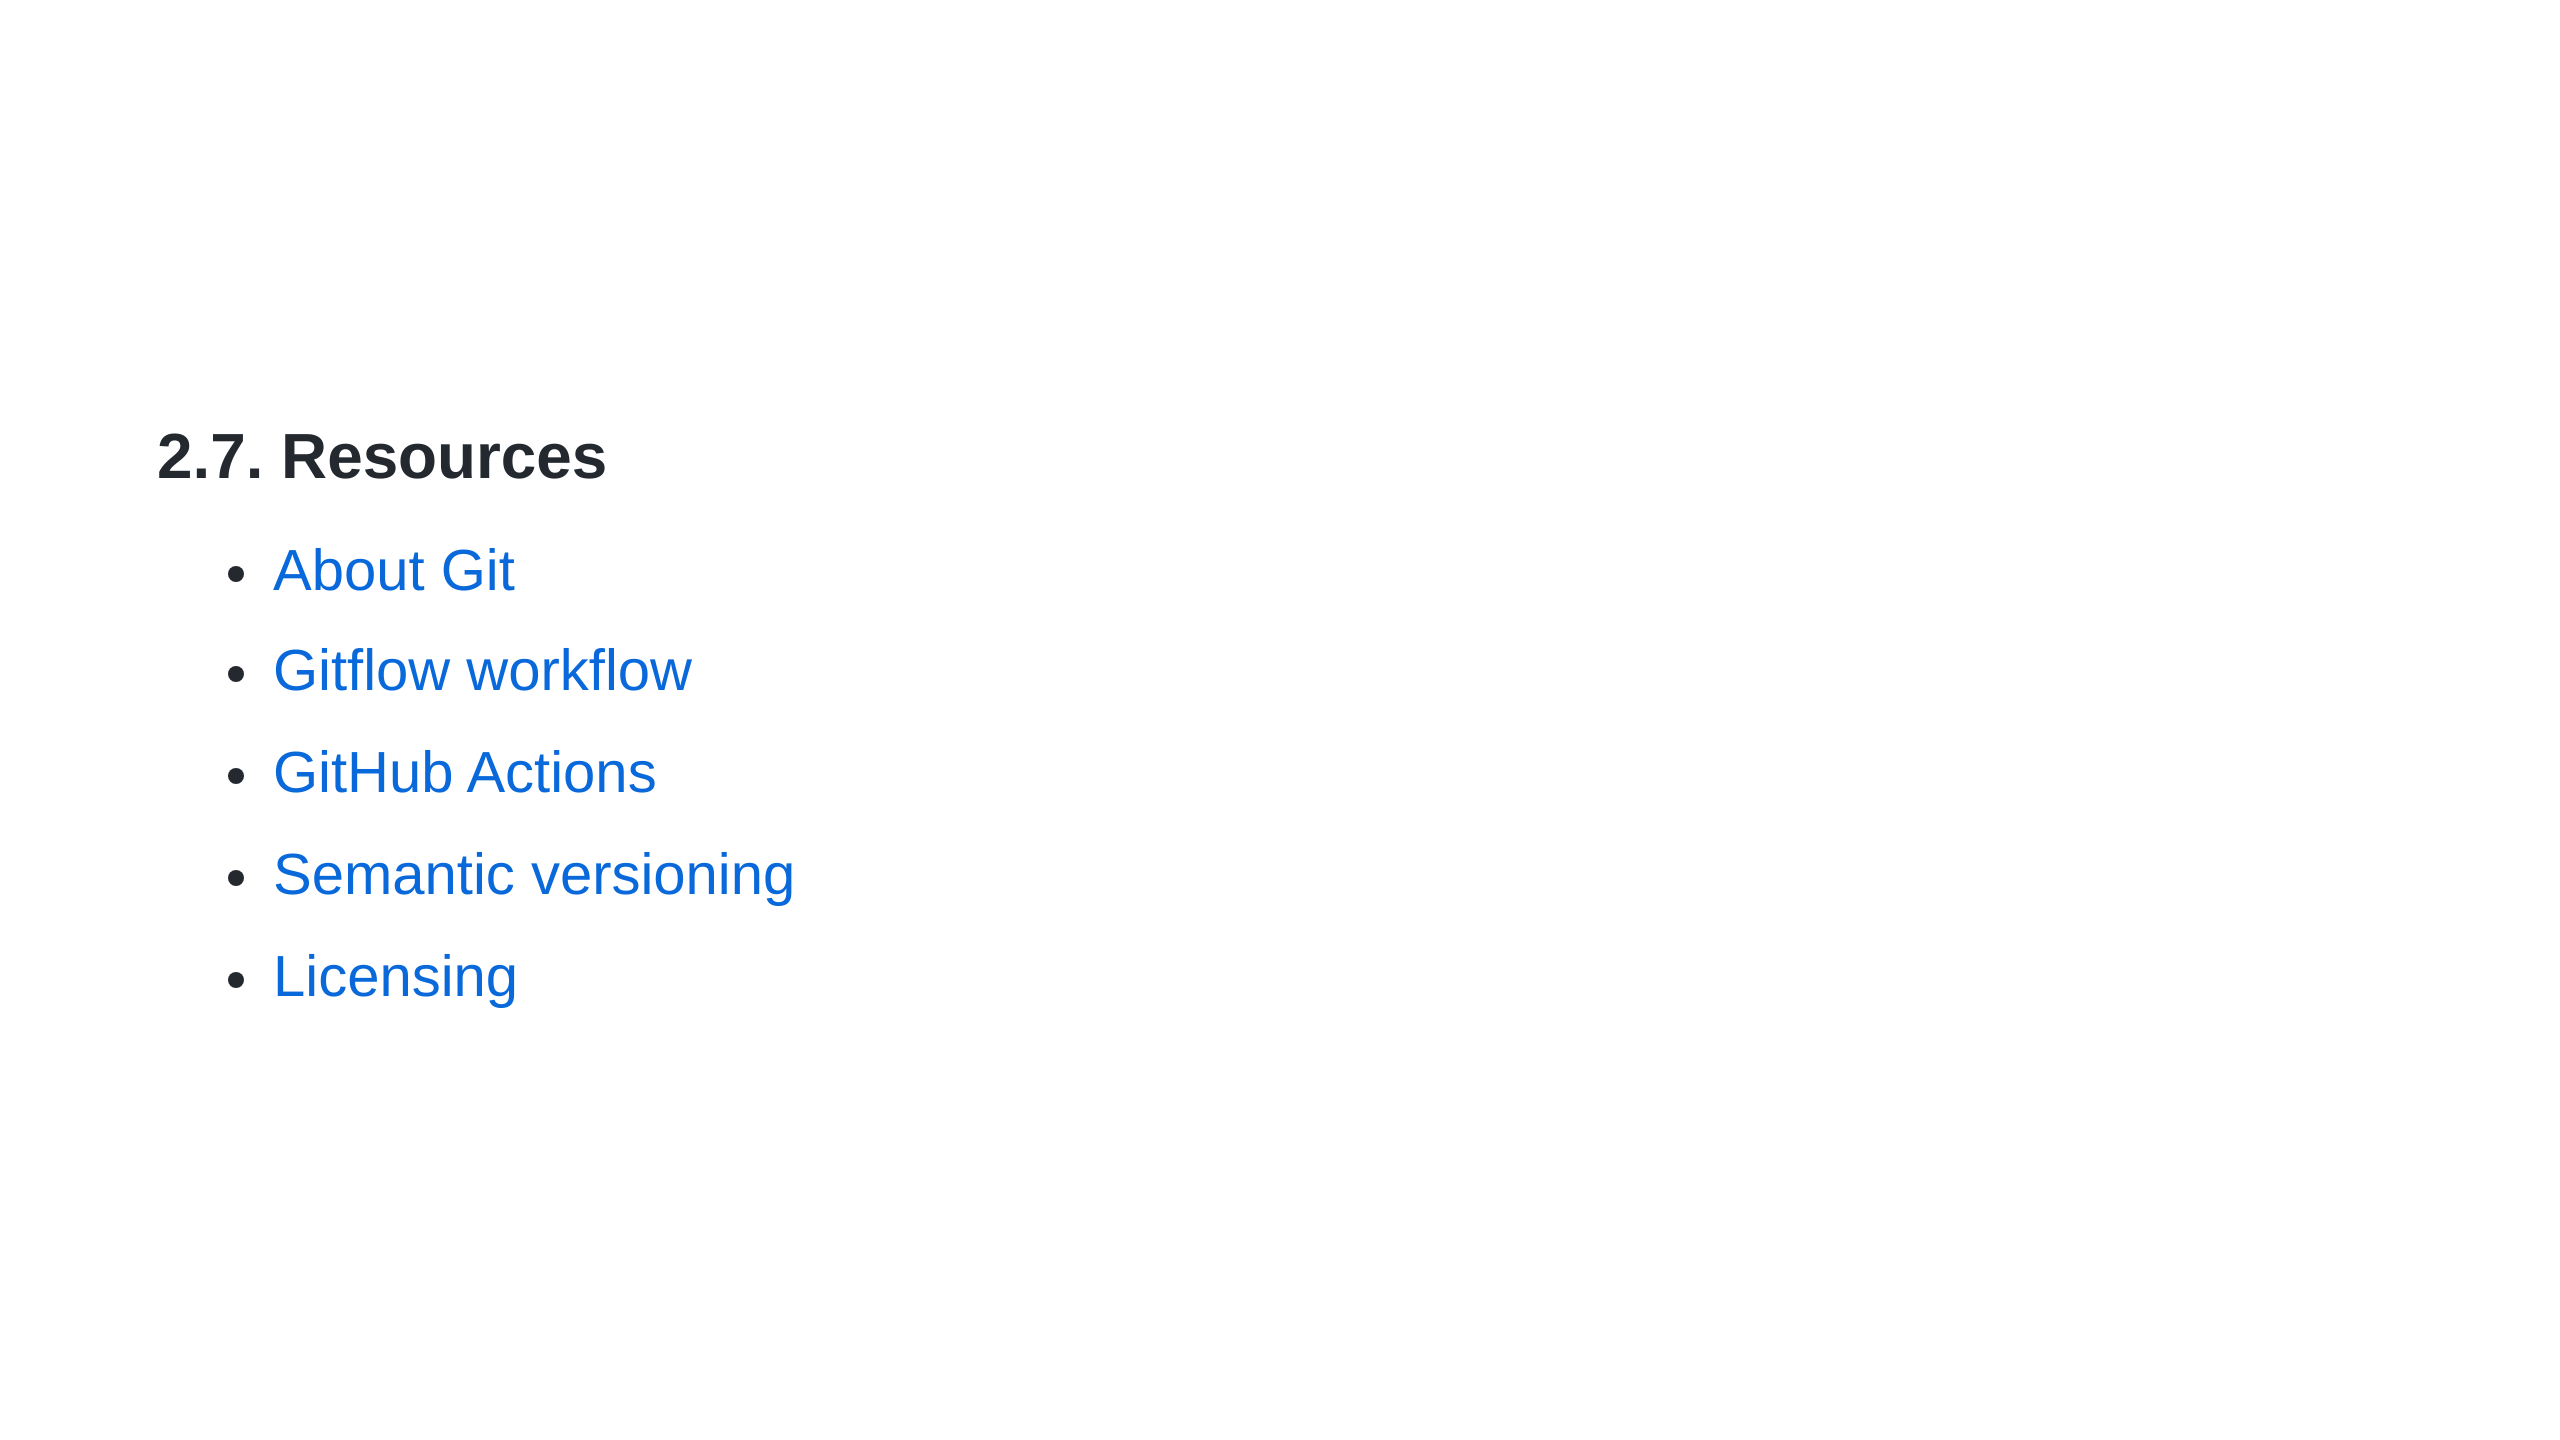 2.7. Resources
• About Git
• Gitflow workflow
• GitHub Actions
• Semantic versioning
• Licensing